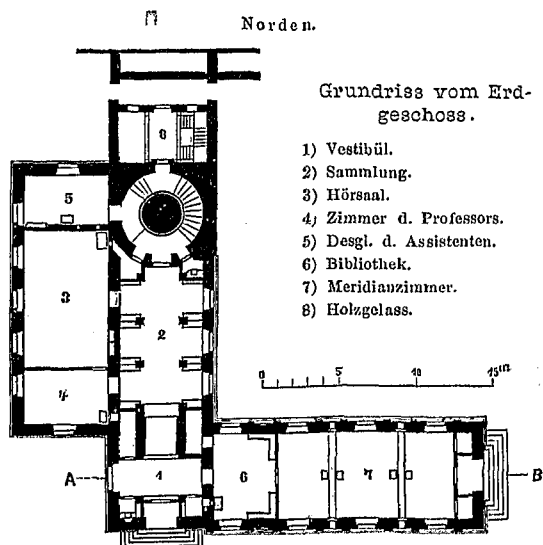 Norden.
Grundriss vom Erd-
geschoss.
1) Vestibül.
2) Sammlung.
3) Hörsaal.
4) Zimmer d. Professors.
5) Desgl. d. Assistenten.
6) Bibliothek.
7) Meridianzimmer.
8) Holzgelass.
0 5 10 15m
8
5
3
2
4
A 1 6 7 B